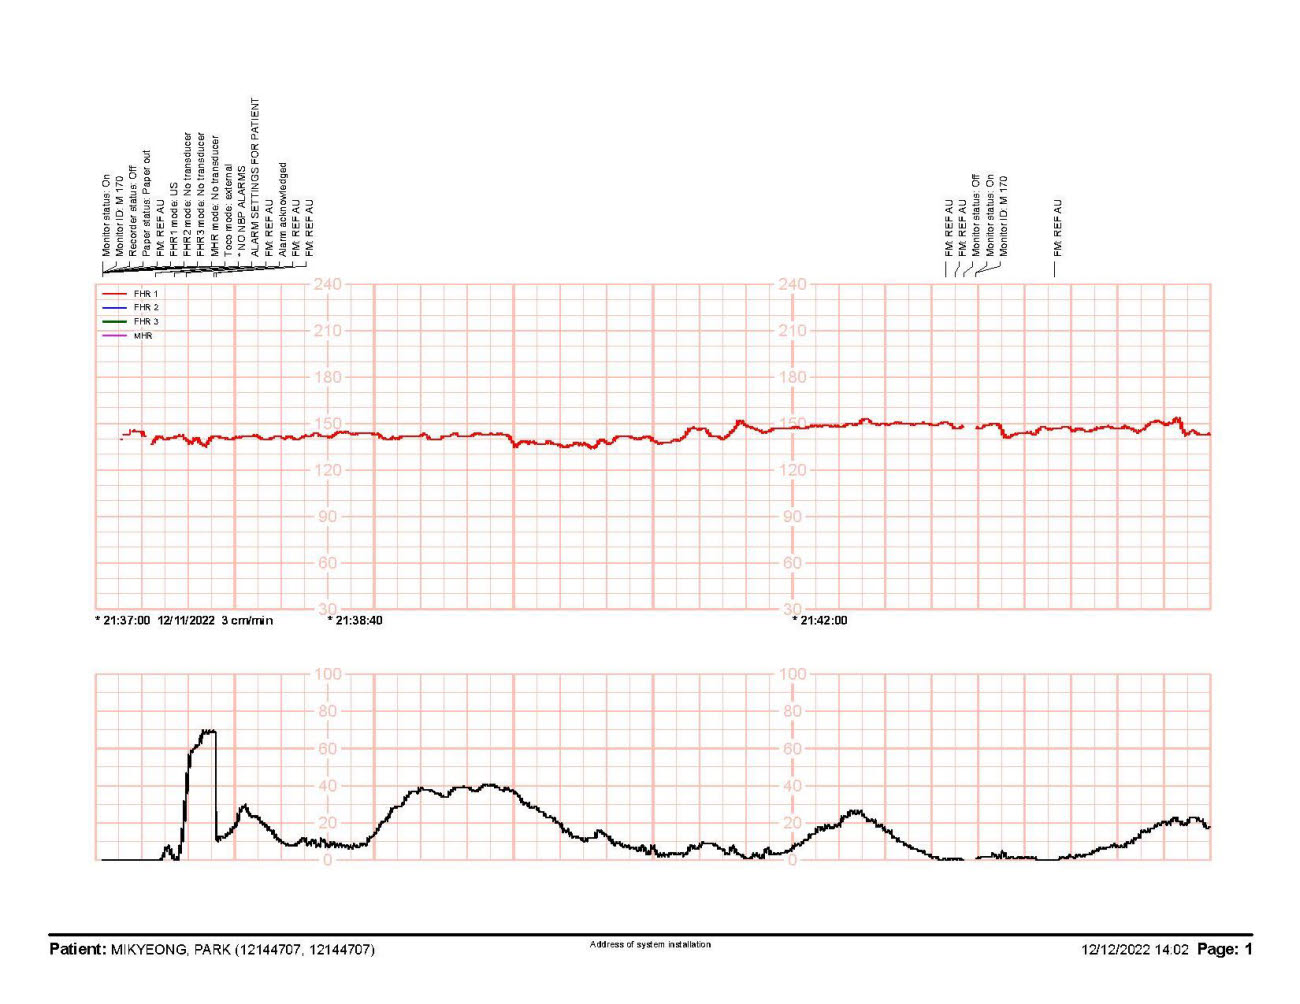 Monitor status: On
Monitor ID: M 170
Recorder status: Off
Paper status: Paper out
FM: REF AU
FHR1 mode: US
FHR2 mode: No transducer
FHR3 mode: No transducer
MHR mode: No transducer
Toco mode: external
* NO NBP ALARMS
ALARM SETTINGS FOR PATIENT
FM: REF AU
Alarm acknowledged
FM: REF AU
FM: REF AU
FM: REF AU
FM: REF AU
Monitor status: Off
Monitor status: On
Monitor ID: M 170
FM: REF AU
FHR 1
FHR 2
FHR 3
MHR
240 240
210 210
180 180
150 150
120 120
90 90
60 60
30 30
* 21:37:00 12/11/2022 3 cm/min * 21:38:40 * 21:42:00
100 100
80 80
60 60
40 40
20 20
0 0
Patient: MIKYEONG, PARK (12144707, 12144707) Address of system installation 12/12/2022 14:02 Page: 1